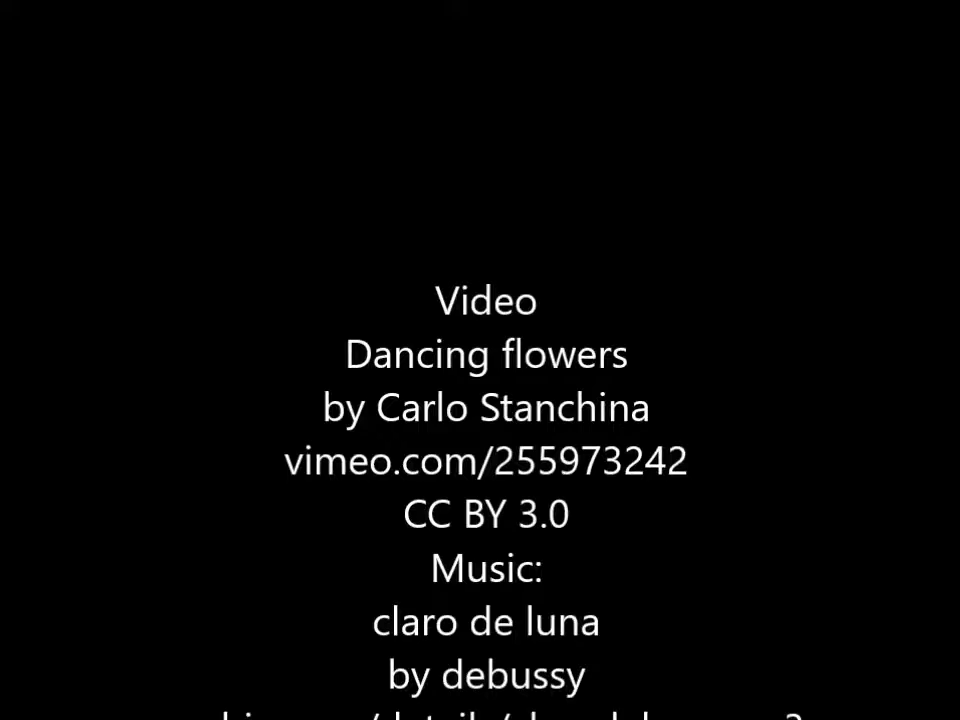 Video
Dancing flowers
by Carlo Stanchina
vimeo.com/255973242
CC BY 3.0
Music:
claro de luna
by debussy